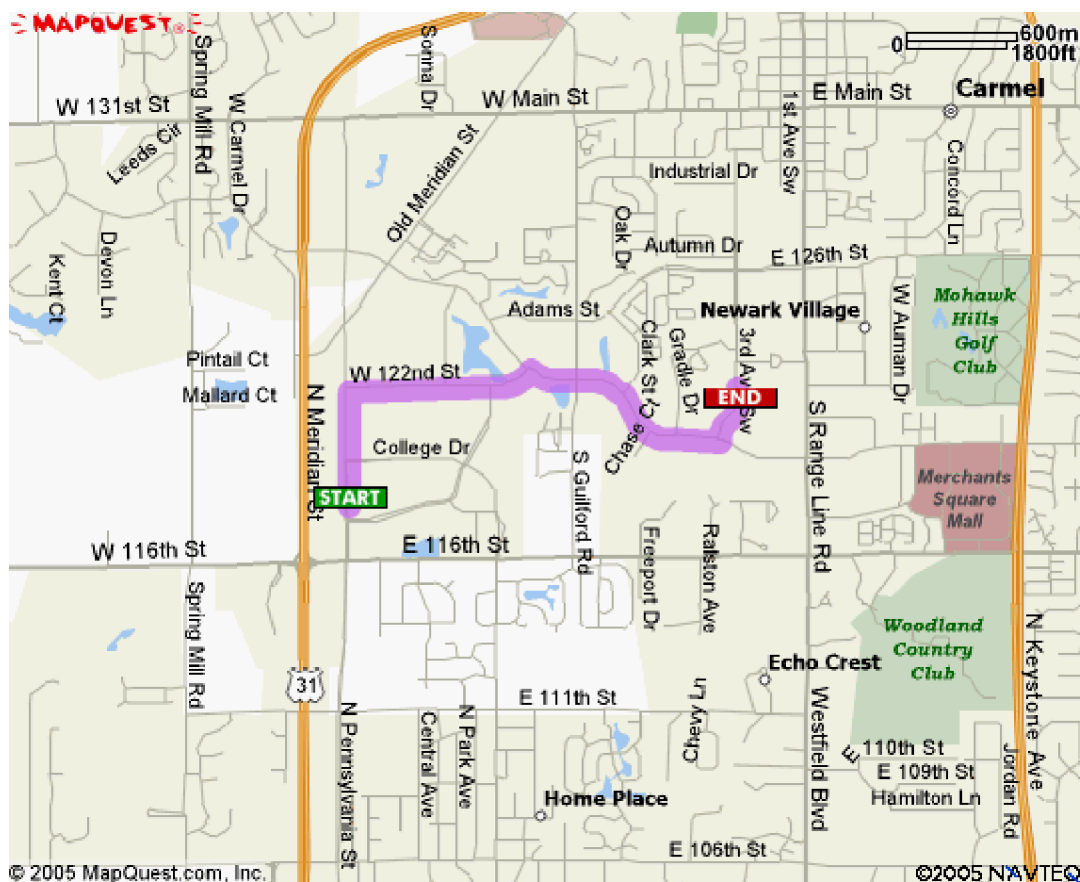 MAPQUEST
600m
0
1800ft
Carmel
E Main St
W Main St
W 131st St
Spring Mill Rd
W Carmel Dr
Sonna Dr
1st Ave Sw
Leeds Cir
Concord Ln
Industrial Dr
Old Meridian St
Oak Dr
Autumn Dr
E 126th St
Devon Ln
Kent Ct
Adams St
Newark Village
W Auman Dr
Mohawk
Hills
Golf
Club
Clark St
Gradle Dr
3rd Ave Sw
Pintail Ct
W 122nd St
Mallard Ct
END
N Meridian St
S Range Line Rd
College Dr
Chase Ct
S Guilford Rd
START
Merchants
Square
Mall
W 116th St
E 116th St
Freeport Dr
Ralston Ave
Spring Mill Rd
Woodland
Country
Club
N Keystone Ave
Echo Crest
31
E 111th St
N Pennsylvania St
Central Ave
N Park Ave
Cherry Ln
Westfield Blvd
E 110th St
E 109th St
Hamilton Ln
Jordan Rd
Home Place
E 106th St
© 2005 MapQuest.com, Inc.
©2005 NAVTEQ